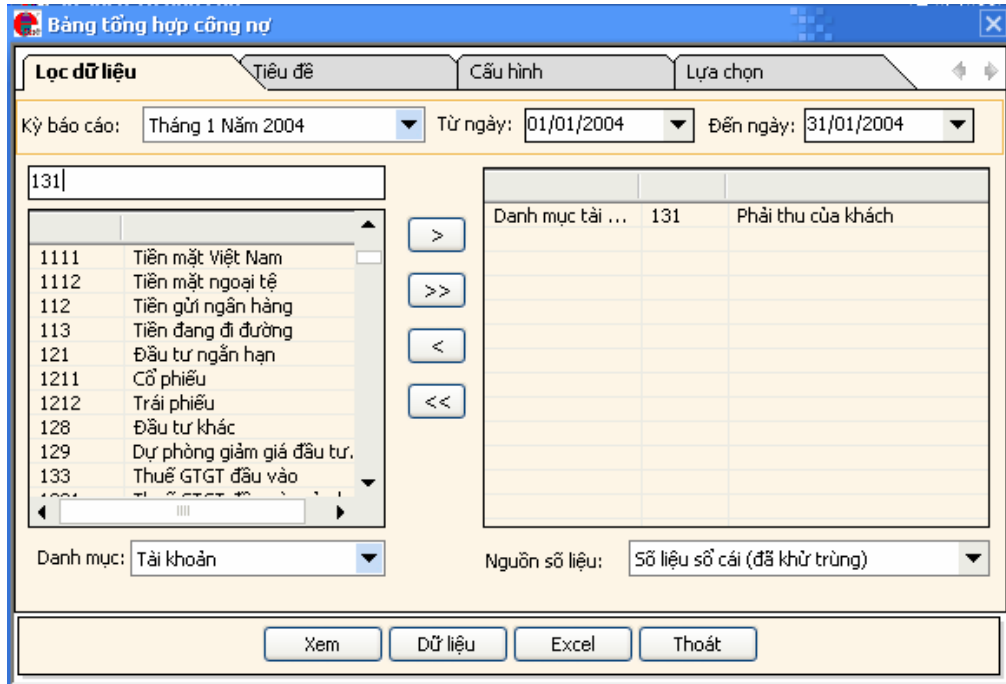 Bảng tổng hợp công nợ
Lọc dữ liệu Tiêu đề Cấu hình Lựa chọn
Kỳ báo cáo: Tháng 1 Năm 2004 Từ ngày: 01/01/2004 Đến ngày: 31/01/2004
131
Danh mục tài ... 131 Phải thu của khách
1111 Tiền mặt Việt Nam
1112 Tiền mặt ngoại tệ
112 Tiền gửi ngân hàng
113 Tiền đang đi đường
121 Đầu tư ngắn hạn
1211 Cổ phiếu
1212 Trái phiếu
128 Đầu tư khác
129 Dự phòng giảm giá đầu tư.
133 Thuế GTGT đầu vào
Danh mục: Tài khoản Nguồn số liệu: Số liệu sổ cái (đã khử trùng)
> 
>>
<
<<
Xem Dữ liệu Excel Thoát